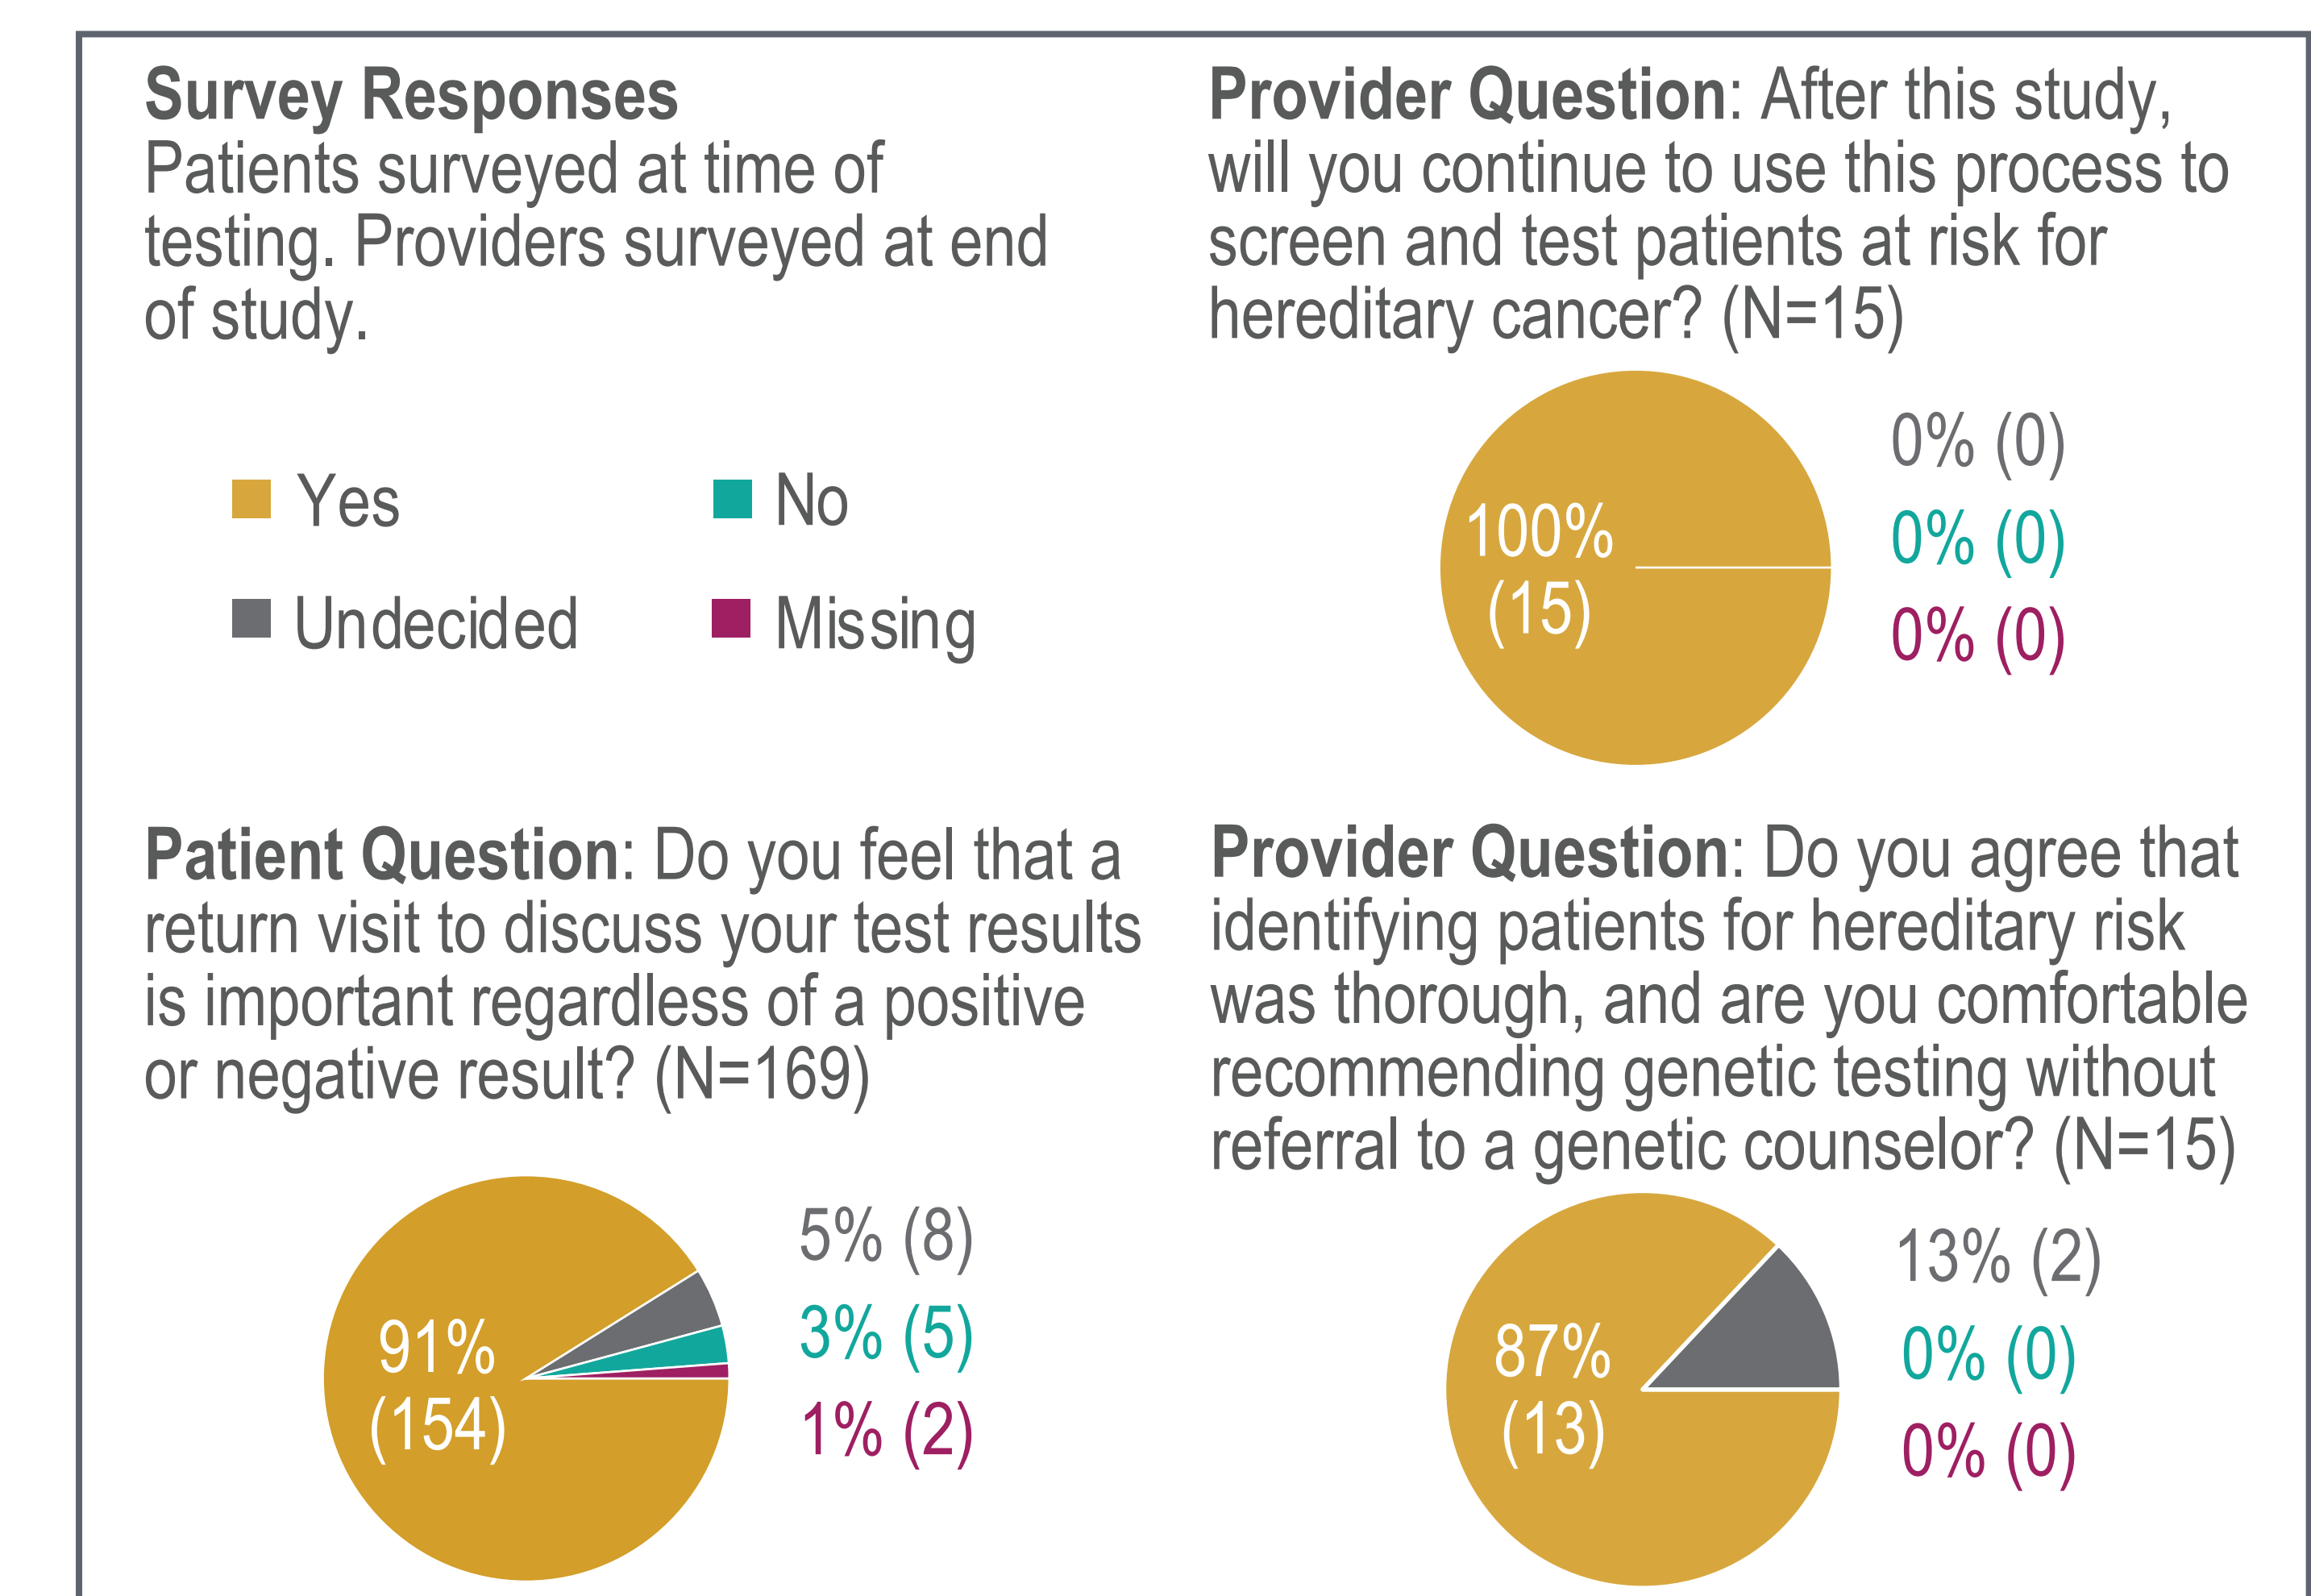 Survey Responses
Patients surveyed at time of
testing. Providers surveyed at end
of study.
Yes
No
Undecided
Missing
Provider Question: After this study,
will you continue to use this process to
screen and test patients at risk for
hereditary cancer? (N=15)
100%
(15)
0% (0)
0% (0)
0% (0)
Patient Question: Do you feel that a
return visit to discuss your test results
is important regardless of a positive
or negative result? (N=169)
91%
(154)
5% (8)
3% (5)
1% (2)
Provider Question: Do you agree that
identifying patients for hereditary risk
was thorough, and are you comfortable
recommending genetic testing without
referral to a genetic counselor? (N=15)
87%
(13)
13% (2)
0% (0)
0% (0)